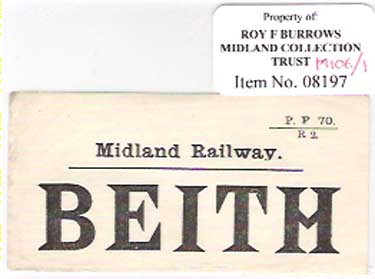 Property of:
ROY F BURROWS
MIDLAND COLLECTION
TRUST
Item No. 08197
P. F 70.
R 2.
Midland Railway.
BEITH